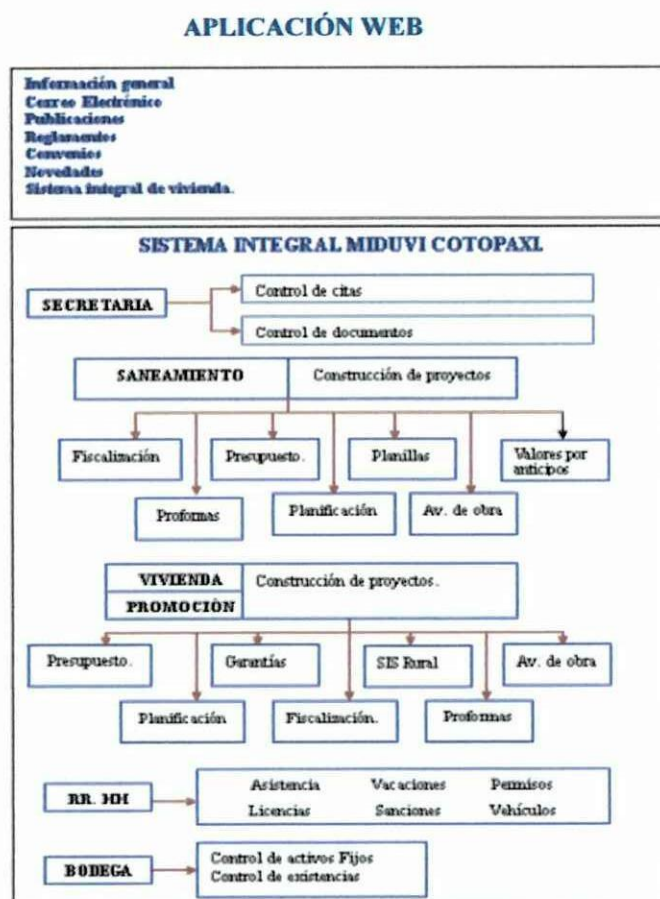 APLICACIÓN WEB
Información general
Correo Electrónico
Publicaciones
Reglamentos
Convenios
Novedades
Sistema integral de vivienda.
SISTEMA INTEGRAL MIDUVI COTOPAXI.
SECRETARIA
Control de citas
Control de documentos
SANEAMIENTO
Construcción de proyectos
Fiscalización
Presupuesto.
Planillas
Valores por
anticipos
Proformas
Planificación
Av. de obra
VIVIENDA
Construcción de proyectos.
PROMOCIÒN
Presupuesto.
Garantías
SIS Rural
Av. de obra
Planificación
Fiscalización.
Proformas
RR. HH
Asistencia Vacaciones Permisos
Licencias Sanciones Vehículos
BODEGA
Control de activos Fijos
Control de existencias